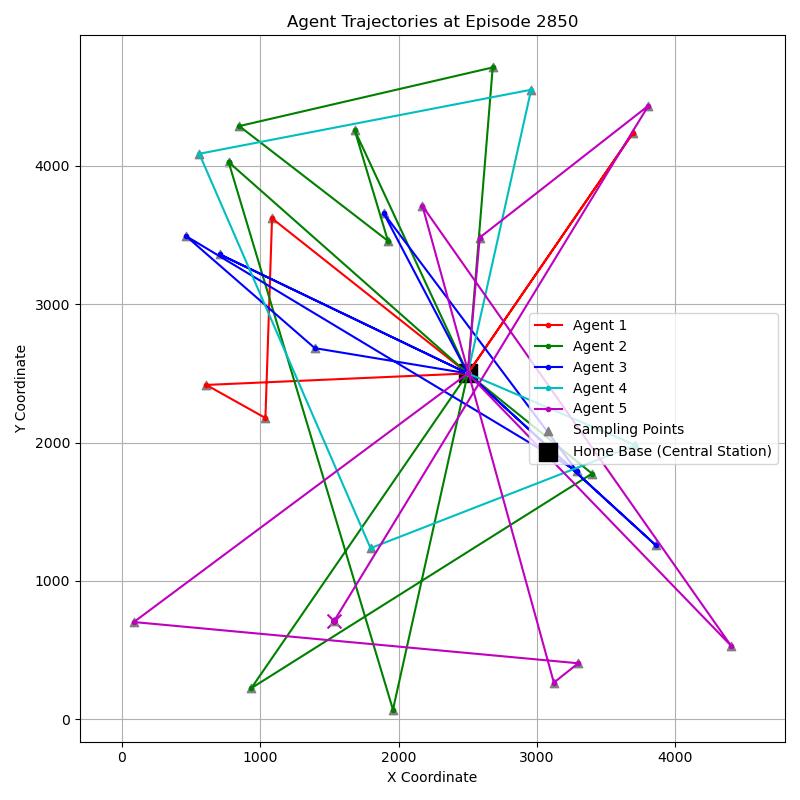 Agent Trajectories at Episode 2850
Y Coordinate
4000
3000
2000
1000
0
Agent 1
Agent 2
Agent 3
Agent 4
Agent 5
Sampling Points
Home Base (Central Station)
0 1000 2000 3000 4000
X Coordinate